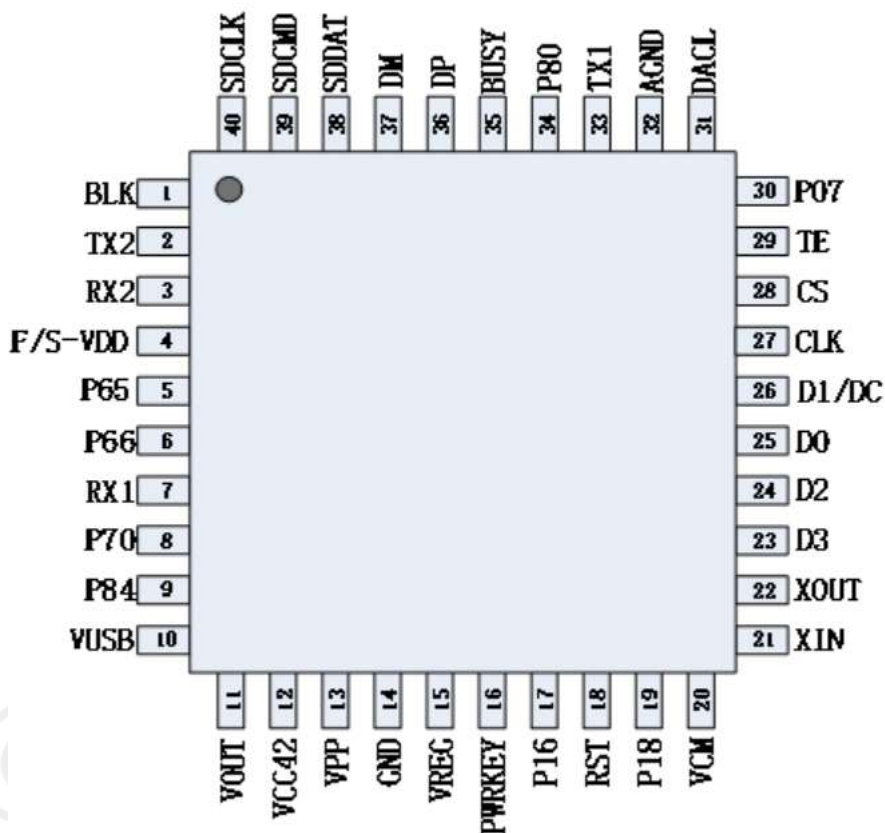 SDCLK SDCMD SDDAT DM DP BUSY P80 TX1 AGND DACL
40 39 38 37 36 35 34 33 32 31
BLK 1 30 P07
TX2 2 29 TE
RX2 3 28 CS
F/S-VDD 4 27 CLK
P65 5 26 D1/DC
P66 6 25 D0
RX1 7 24 D2
P70 8 23 D3
P84 9 22 XOUT
VUSB 10 21 XIN
11 12 13 14 15 16 17 18 19 20
VOUT VCC42 VPP GND VREG PWRKEY P16 RST P18 VCM